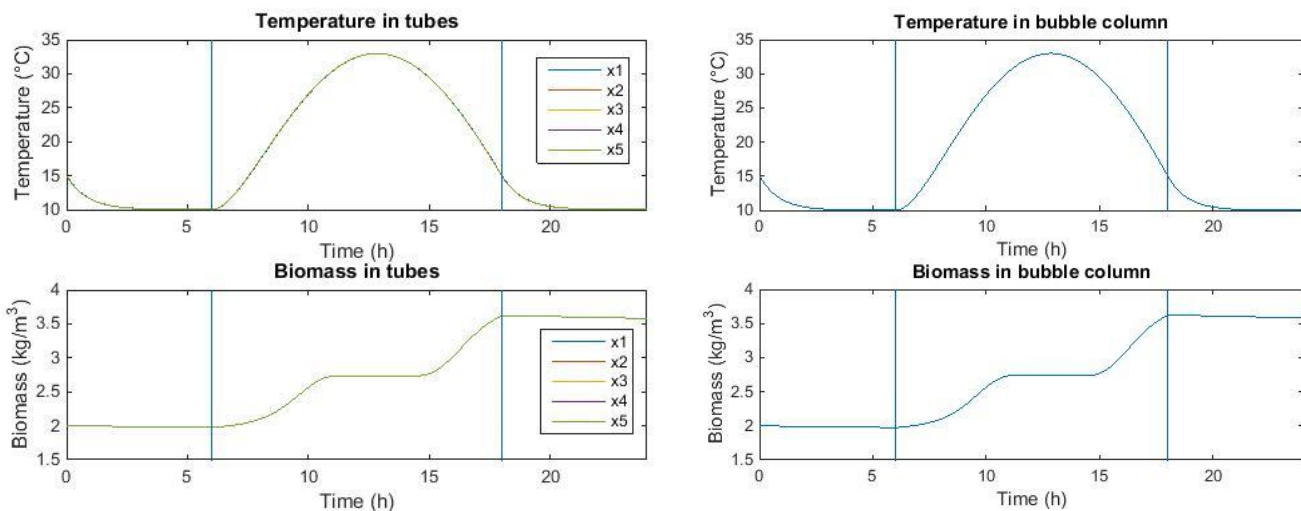 Temperature in tubes
Temperature (°C)
35
30
25
20
15
10
0
5
10
15
20
Time (h)
x1
x2
x3
x4
x5
Temperature in bubble column
Temperature (°C)
35
30
25
20
15
10
0
5
10
15
20
Time (h)
Biomass in tubes
Biomass (kg/m³)
4
3.5
3
2.5
2
1.5
0
5
10
15
20
Time (h)
x1
x2
x3
x4
x5
Biomass in bubble column
Biomass (kg/m³)
4
3.5
3
2.5
2
1.5
0
5
10
15
20
Time (h)